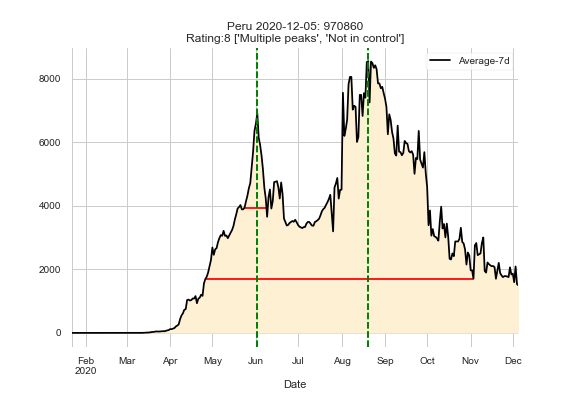 Peru 2020-12-05: 970860
Rating:8 ['Multiple peaks', 'Not in control']
Average-7d
8000
6000
4000
2000
0
Feb Mar Apr May Jun Jul Aug Sep Oct Nov Dec
2020
Date